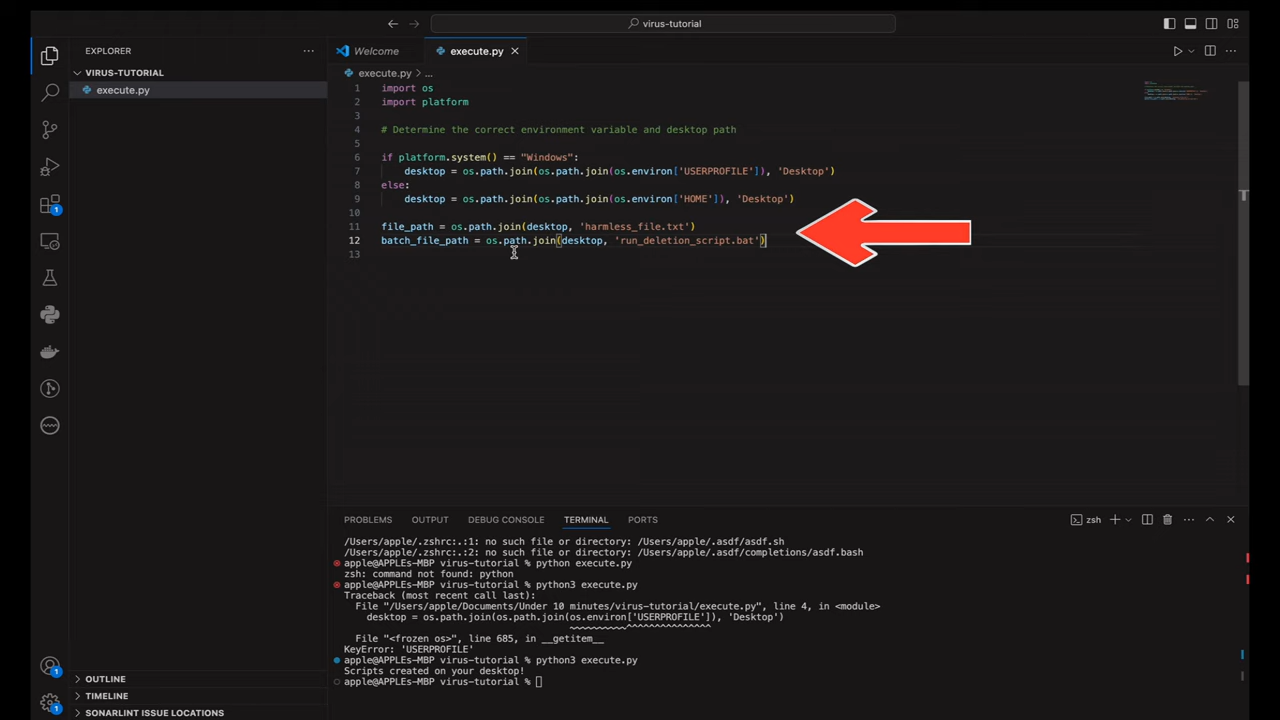 virus-tutorial
EXPLORER
Welcome
execute.py
VIRUS-TUTORIAL
execute.py
execute.py > ...
1 import os
2 import platform
3
4 # Determine the correct environment variable and desktop path
5
6 if platform.system() == "Windows":
7 desktop = os.path.join(os.path.join(os.environ['USERPROFILE']), 'Desktop')
8 else:
9 desktop = os.path.join(os.path.join(os.environ['HOME']), 'Desktop')
10
11 file_path = os.path.join(desktop, 'harmless_file.txt')
12 batch_file_path = os.path.join(desktop, 'run_deletion_script.bat')
13
1
PROBLEMS OUTPUT DEBUG CONSOLE TERMINAL PORTS
zsh
/Users/apple/.zshrc:.:1: no such file or directory: /Users/apple/.asdf/asdf.sh
/Users/apple/.zshrc:.:2: no such file or directory: /Users/apple/.asdf/completions/asdf.bash
apple@APPLEs-MBP virus-tutorial % python execute.py
zsh: command not found: python
apple@APPLEs-MBP virus-tutorial % python3 execute.py
Traceback (most recent call last):
File "/Users/apple/Documents/Under 10 minutes/virus-tutorial/execute.py", line 4, in <module>
desktop = os.path.join(os.path.join(os.environ['USERPROFILE']), 'Desktop')
~~~~~~~~~~^^^^^^^^^^^^^^^
File "<frozen os>", line 685, in __getitem__
KeyError: 'USERPROFILE'
apple@APPLEs-MBP virus-tutorial % python3 execute.py
Scripts created on your desktop!
apple@APPLEs-MBP virus-tutorial %
1
OUTLINE
TIMELINE
1
SONARLINT ISSUE LOCATIONS